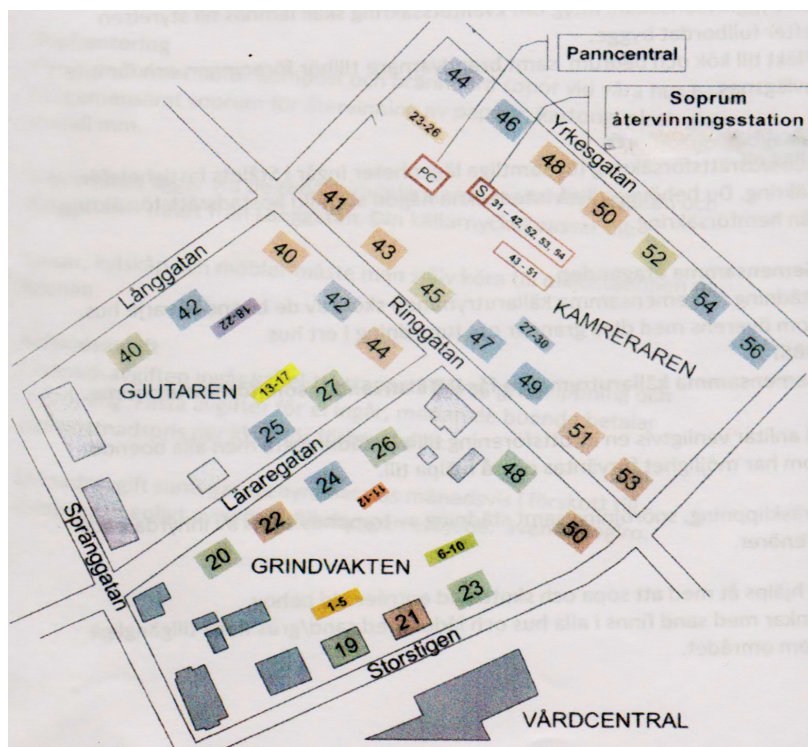 Panncentral
Soprum
återvinningsstation
44
46
23-26
Yrkesgatan
48
PC
S
50
21 – 42, 52, 53, 54
41
52
43 - 51
43
40
Långgatan
45
Ringgatan
KAMRERAREN
54
42
42
18-22
47
27-30
56
40
44
49
GJUTAREN
13-17
27
51
25
26
53
Läraregatan
24
48
11-12
22
50
Spränggatan
20
6-10
GRINDVAKTEN
23
1-5
21
19
Storstigen
VÅRDCENTRAL